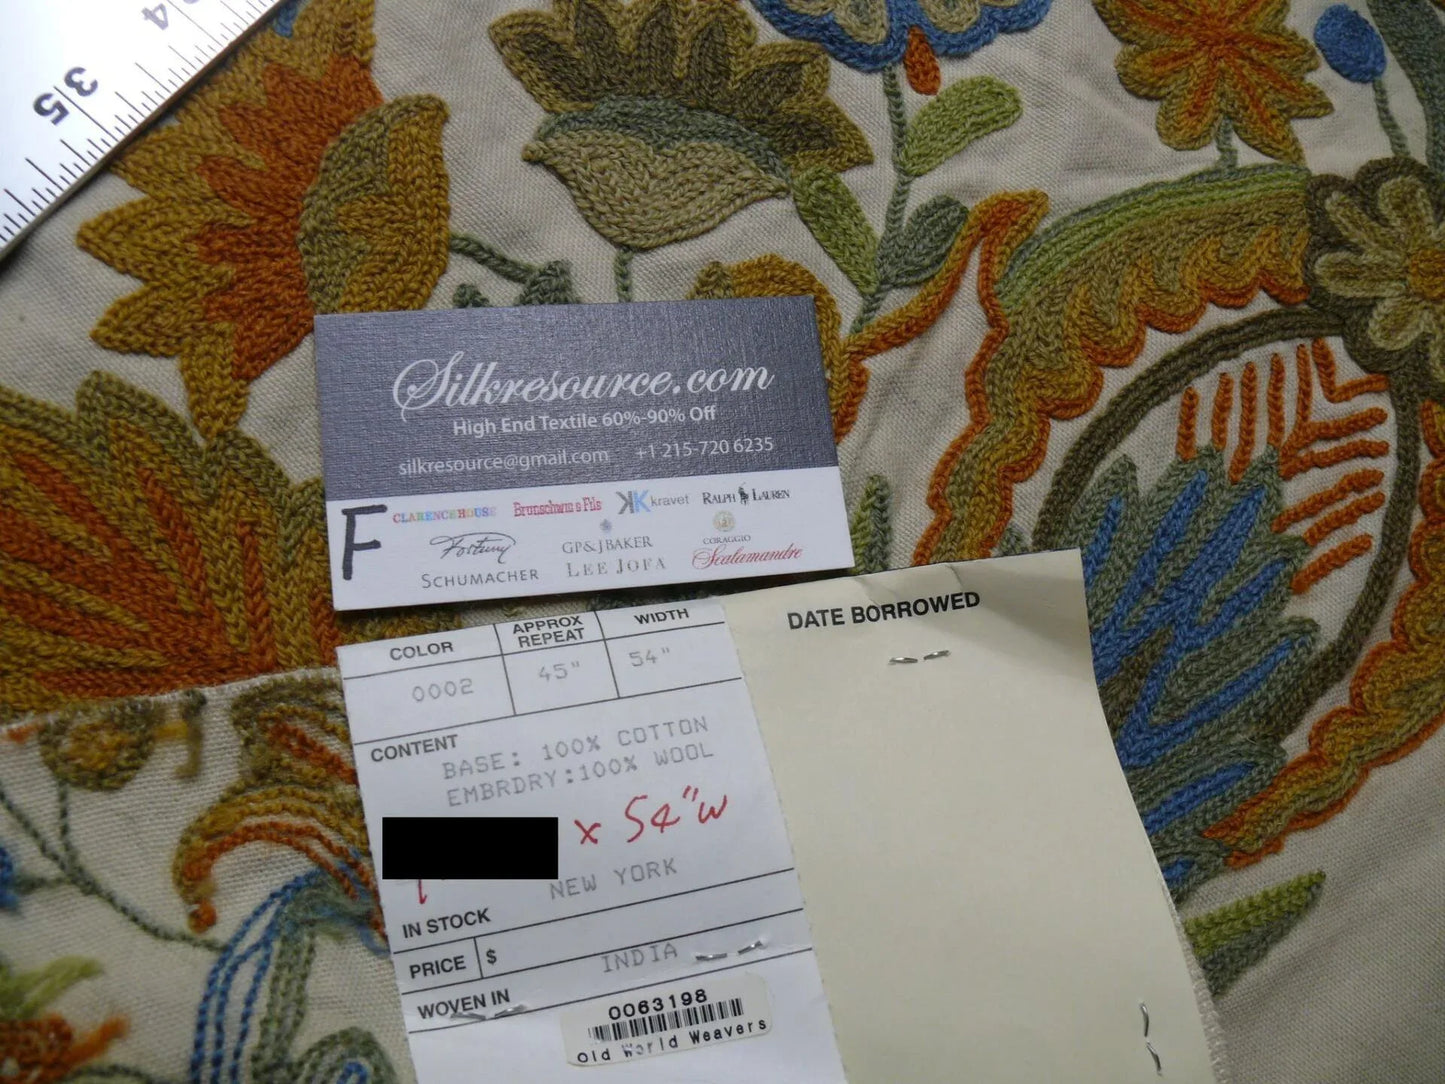 34
35
Silkresource.com
High End Textile 60%-90% Off
silkresource@gmail.com +1 215-720 6235
F
CLARENCE HOUSE Brunschwig & Fils kravet RALPH LAUREN
Fortuny GP & J BAKER CORAGGIO
SCHUMACHER LEE JOFA Scalamandre
COLOR APPROX REPEAT WIDTH
0002 45" 54"
CONTENT
BASE: 100% COTTON
EMBRDRY:100% WOOL
x 54"W
NEW YORK
IN STOCK
PRICE $
INDIA
WOVEN IN
0063198
Old World Weavers
DATE BORROWED